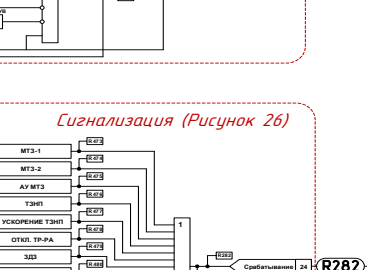 УВ
Сигнализация (Рисунок 26)
R473
МТЗ-1
R474
МТЗ-2
R475
АУ МТЗ
R476
ТЗНП
R477
УСКОРЕНИЕ ТЗНП
R478
ОТКЛ. ТР-РА
R479
ЗДЗ
R480
1
R282
Срабатывание 24 R282